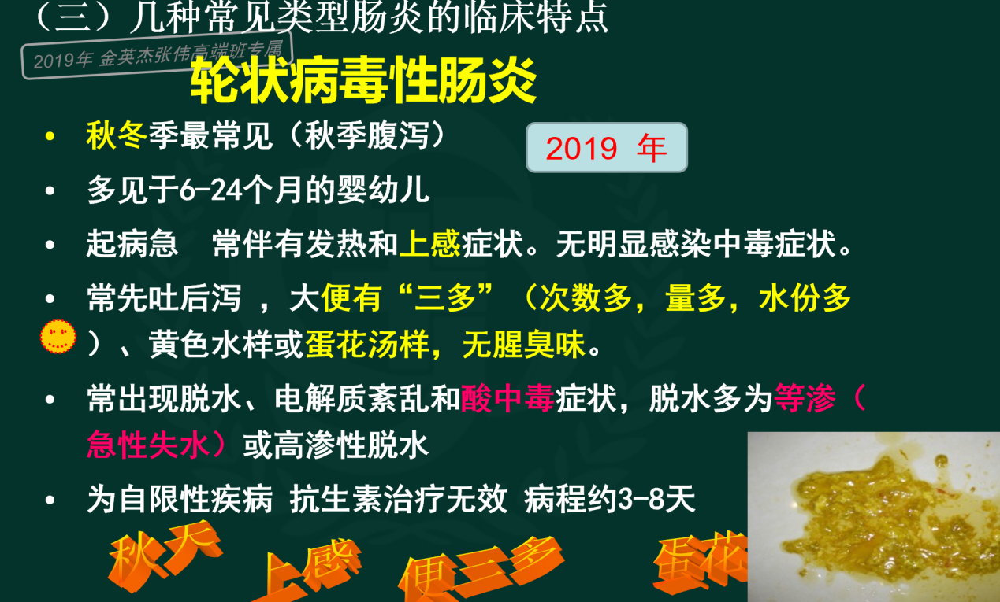 （三）几种常见类型肠炎的临床特点
2019年 金英杰张伟高端班专属
轮状病毒性肠炎
• 秋冬季最常见（秋季腹泻）
2019 年
• 多见于6-24个月的婴幼儿
• 起病急 常伴有发热和上感症状。无明显感染中毒症状。
• 常先吐后泻 ，大便有“三多”（次数多，量多，水份多
）、黄色水样或蛋花汤样，无腥臭味。
• 常出现脱水、电解质紊乱和酸中毒症状，脱水多为等渗（
急性失水）或高渗性脱水
• 为自限性疾病 抗生素治疗无效 病程约3-8天
秋天 上感 便三多 蛋花